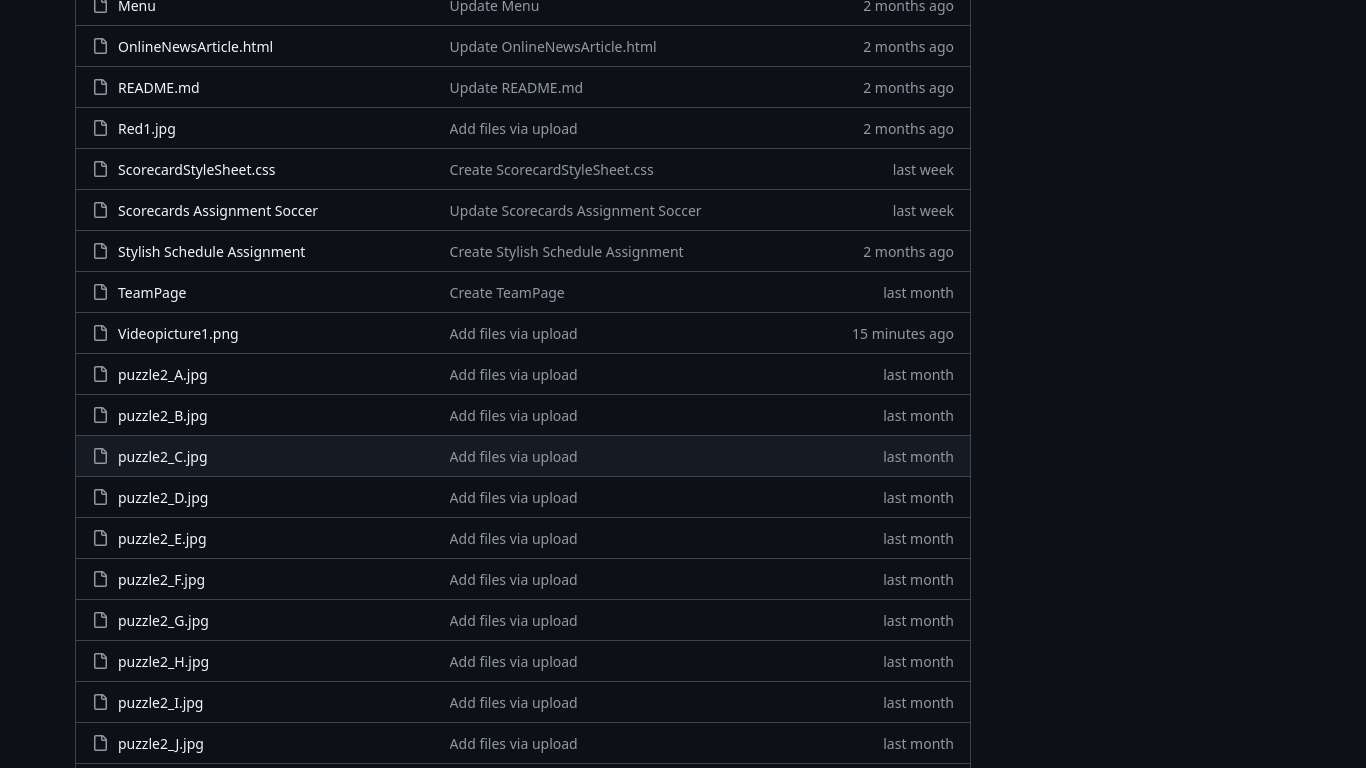 Menu Update Menu 2 months ago
OnlineNewsArticle.html Update OnlineNewsArticle.html 2 months ago
README.md Update README.md 2 months ago
Red1.jpg Add files via upload 2 months ago
ScorecardStyleSheet.css Create ScorecardStyleSheet.css last week
Scorecards Assignment Soccer Update Scorecards Assignment Soccer last week
Stylish Schedule Assignment Create Stylish Schedule Assignment 2 months ago
TeamPage Create TeamPage last month
Videopicture1.png Add files via upload 15 minutes ago
puzzle2_A.jpg Add files via upload last month
puzzle2_B.jpg Add files via upload last month
puzzle2_C.jpg Add files via upload last month
puzzle2_D.jpg Add files via upload last month
puzzle2_E.jpg Add files via upload last month
puzzle2_F.jpg Add files via upload last month
puzzle2_G.jpg Add files via upload last month
puzzle2_H.jpg Add files via upload last month
puzzle2_I.jpg Add files via upload last month
puzzle2_J.jpg Add files via upload last month